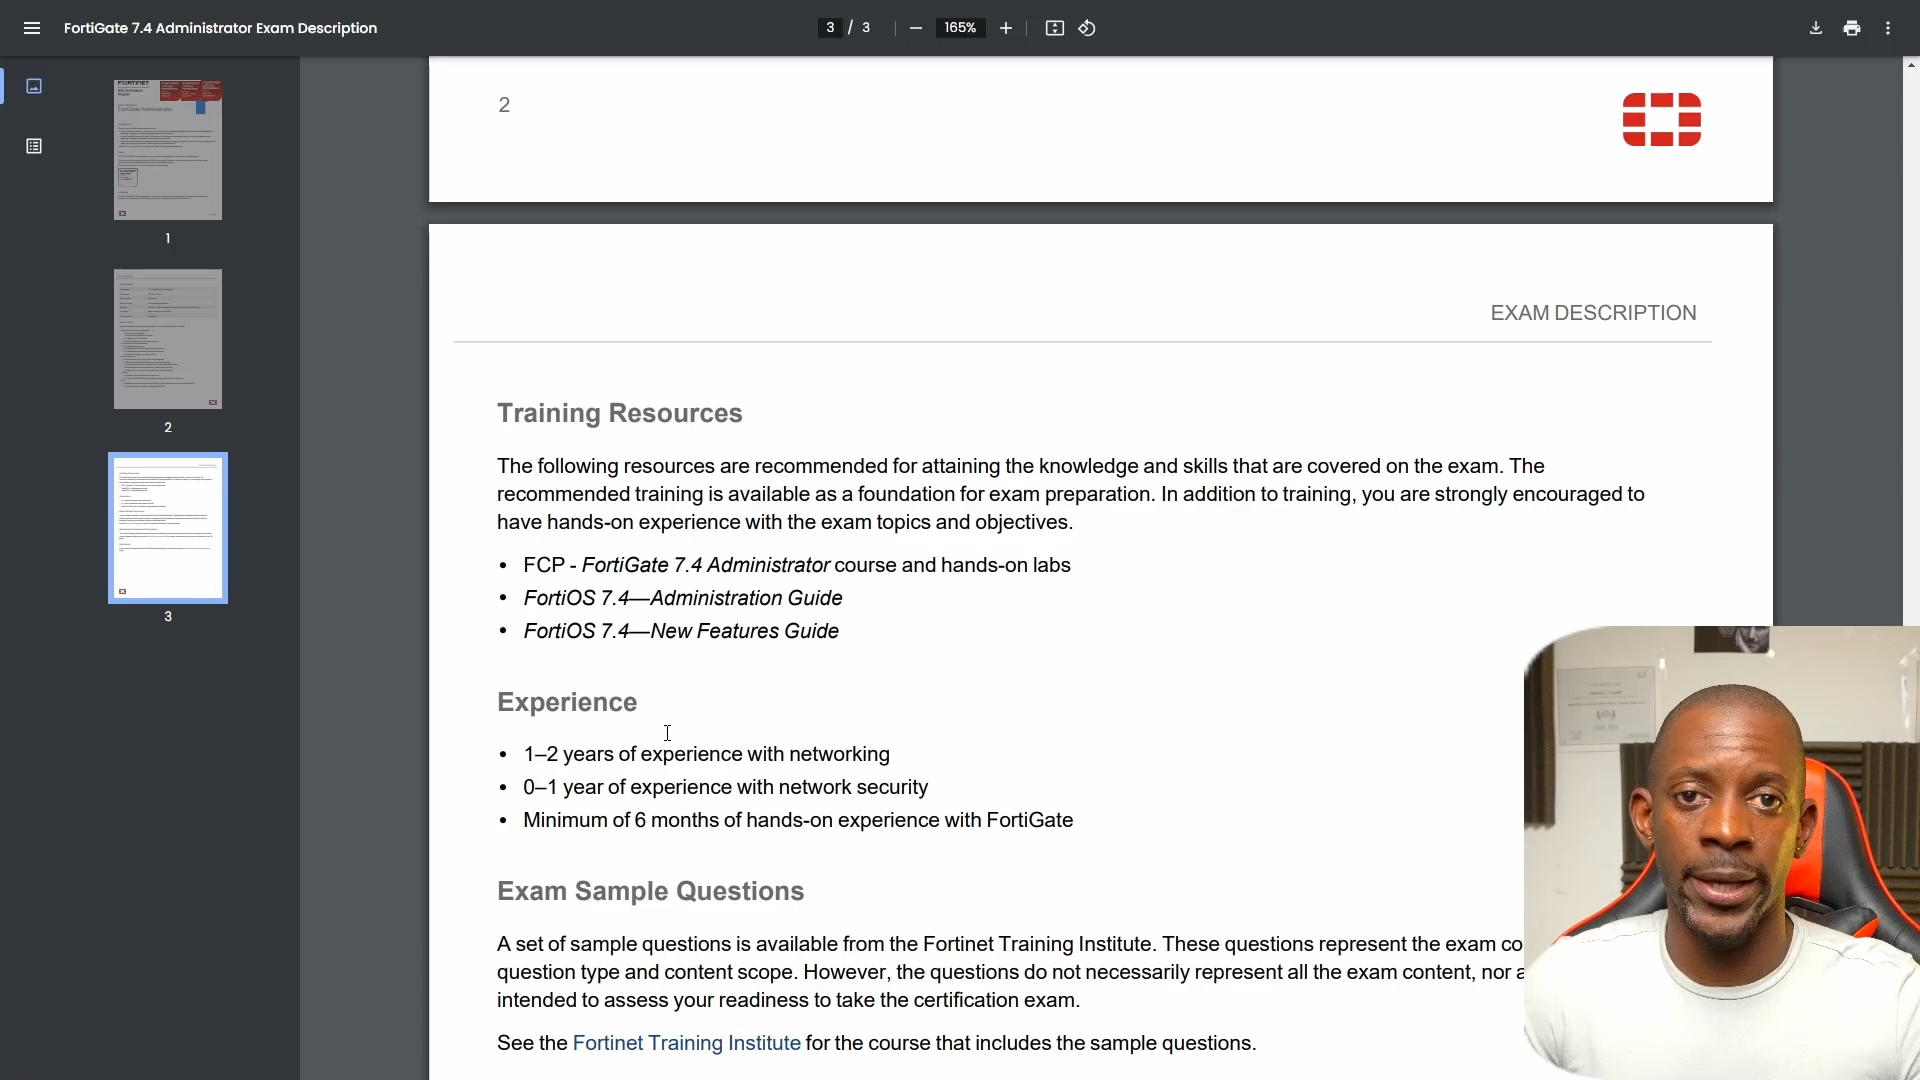 FortiGate 7.4 Administrator Exam Description
3 / 3
165%
2
EXAM DESCRIPTION
Training Resources
The following resources are recommended for attaining the knowledge and skills that are covered on the exam. The
recommended training is available as a foundation for exam preparation. In addition to training, you are strongly encouraged to
have hands-on experience with the exam topics and objectives.
• FCP - FortiGate 7.4 Administrator course and hands-on labs
• FortiOS 7.4—Administration Guide
• FortiOS 7.4—New Features Guide
Experience
• 1–2 years of experience with networking
• 0–1 year of experience with network security
• Minimum of 6 months of hands-on experience with FortiGate
Exam Sample Questions
A set of sample questions is available from the Fortinet Training Institute. These questions represent the exam co
question type and content scope. However, the questions do not necessarily represent all the exam content, nor a
intended to assess your readiness to take the certification exam.
See the Fortinet Training Institute for the course that includes the sample questions.
1
2
3